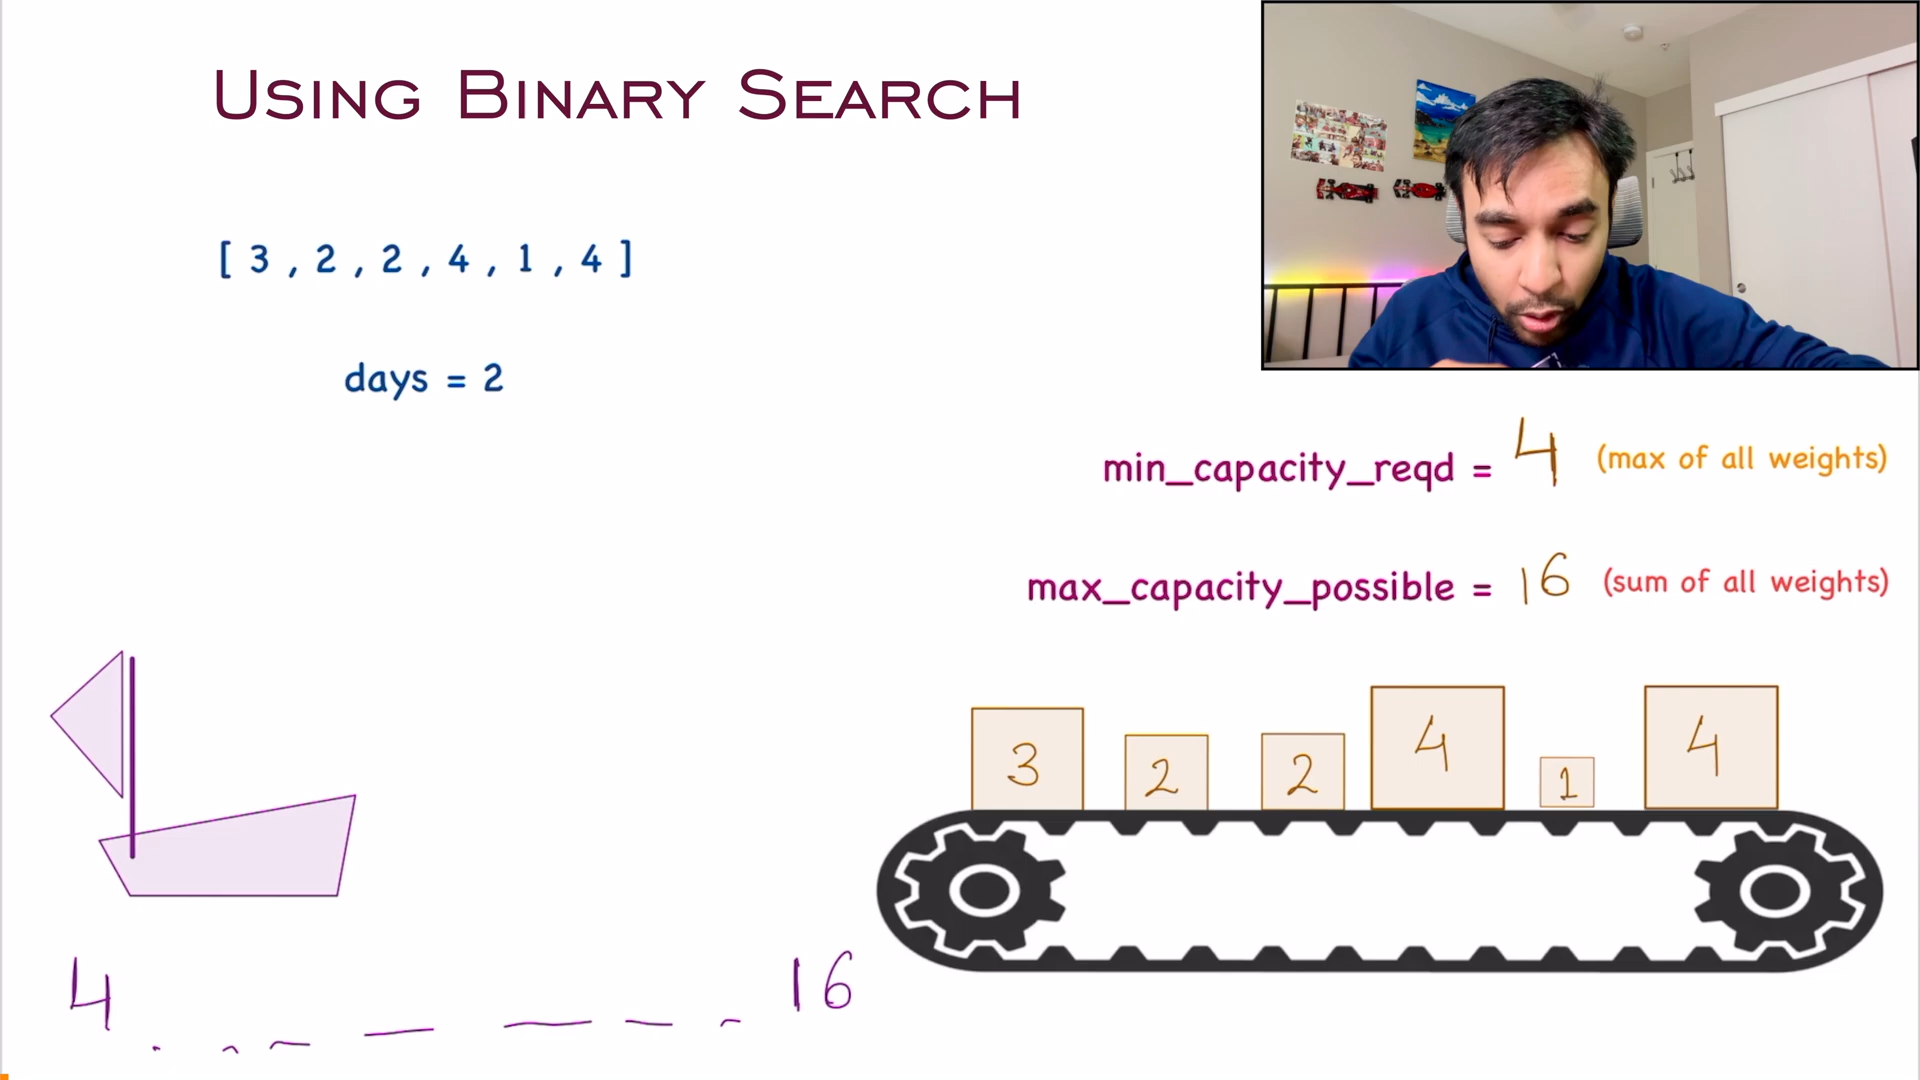 USING BINARY SEARCH
[ 3 , 2 , 2 , 4 , 1 , 4 ]
days = 2
min_capacity_reqd = 4 (max of all weights)
max_capacity_possible = 16 (sum of all weights)
3 2 2 4 1 4
4 16